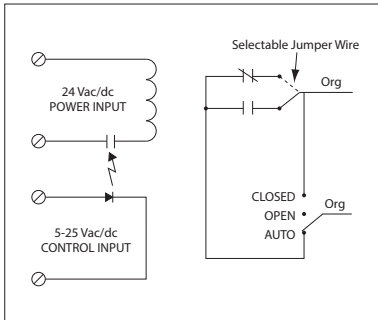 Selectable Jumper Wire
24 Vac/dc
POWER INPUT
Org
5-25 Vac/dc
CONTROL INPUT
CLOSED
OPEN
AUTO
Org